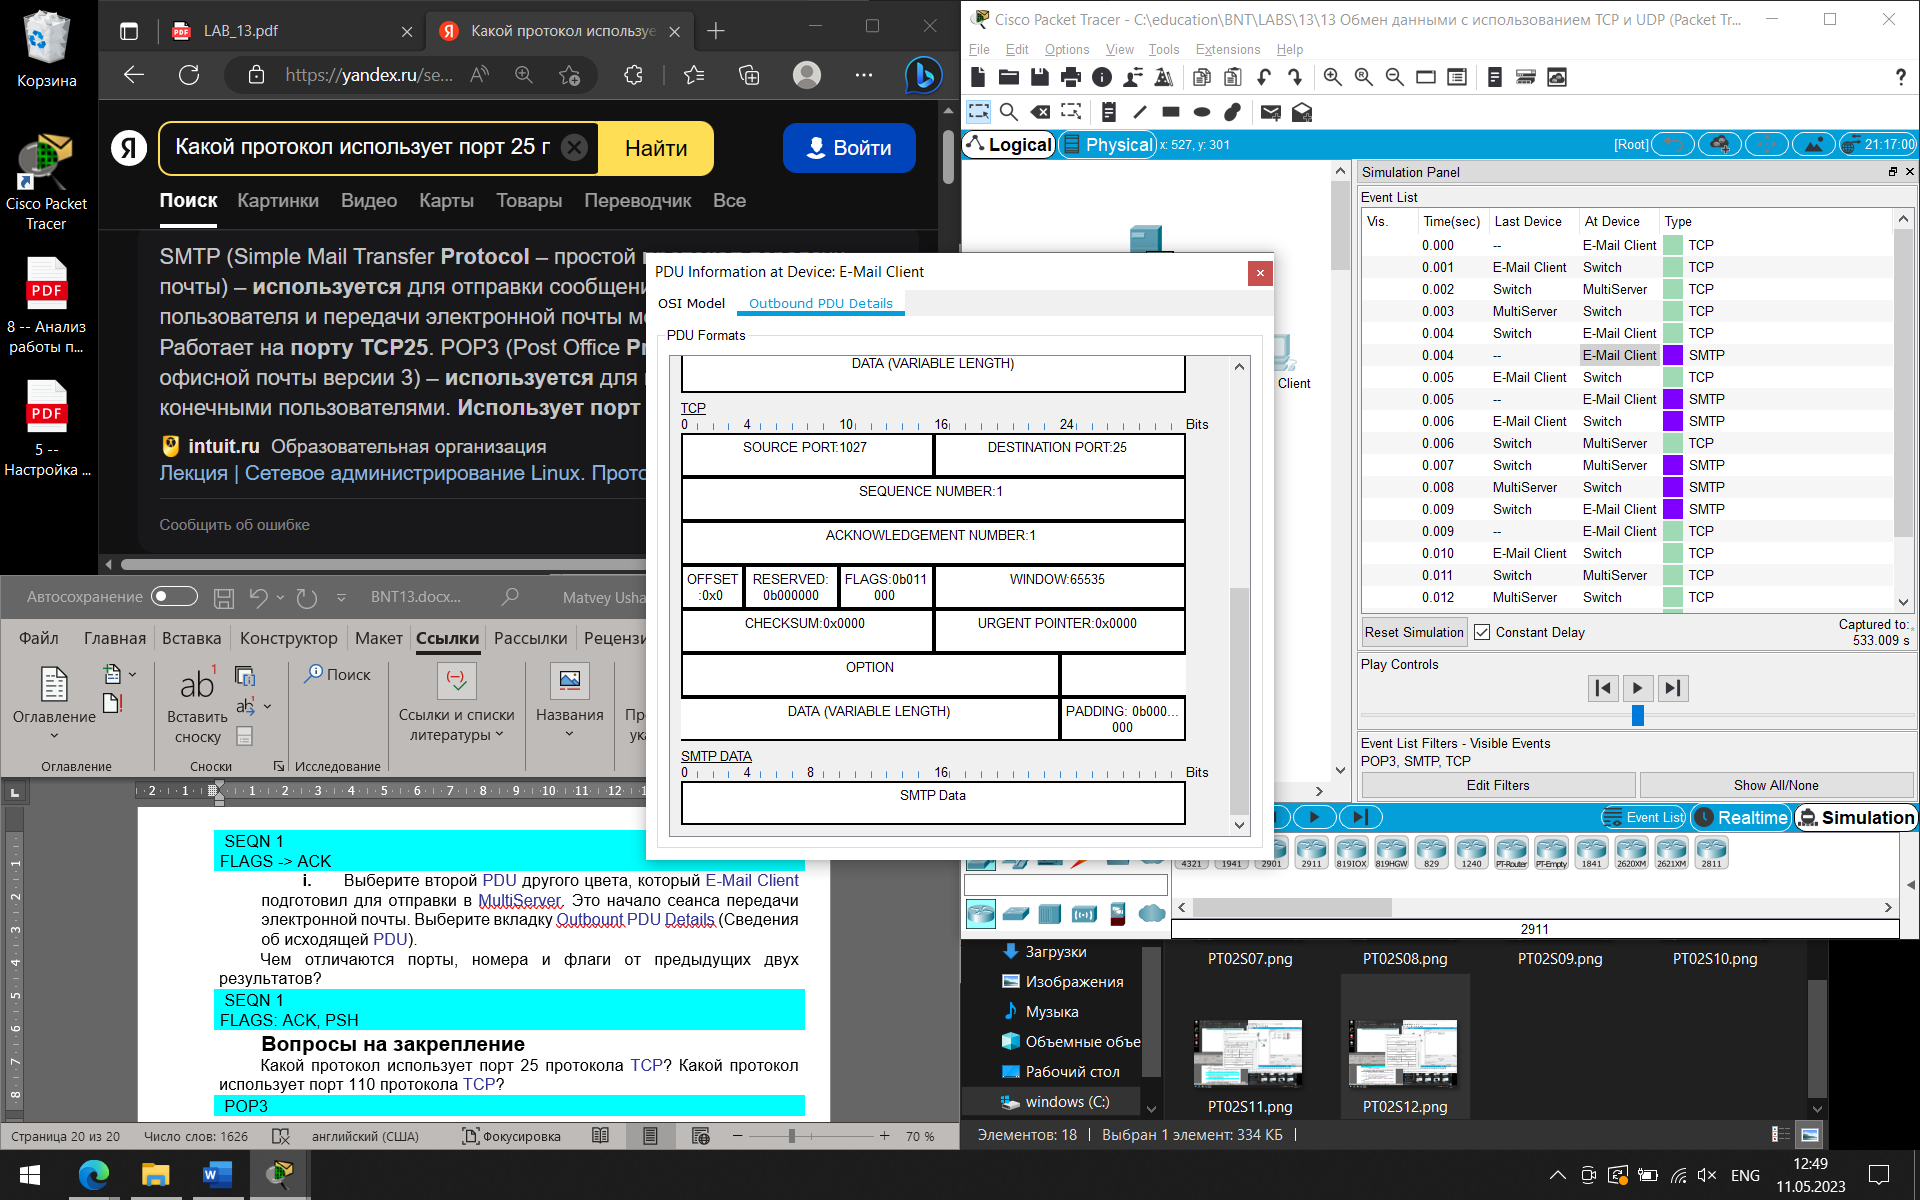 Корзина
Cisco Packet
Tracer
8 -- Анализ
работы п...
5 --
Настройка ...
LAB_13.pdf
Какой протокол используе
https://yandex.ru/se...
Какой протокол использует порт 25 п
Найти
Войти
Поиск Картинки Видео Карты Товары Переводчик Все
SMTP (Simple Mail Transfer Protocol – простой
почты) – используется для отправки сообщени
пользователя и передачи электронной почты м
Работает на порту TCP25. POP3 (Post Office Pr
офисной почты версии 3) – используется для
конечными пользователями. Использует порт
intuit.ru Образовательная организация
Лекция | Сетевое администрирование Linux. Прото
Сообщить об ошибке
Автосохранение BNT13.docx... Matvey Usha
Файл Главная Вставка Конструктор Макет Ссылки Рассылки Рецензи
Оглавление
Вставить
сноску
Поиск
Ссылки и списки
литературы
Названия
Оглавление Сноски Исследование
SEQN 1
FLAGS -> ACK
i. Выберите второй PDU другого цвета, который E-Mail Client
подготовил для отправки в MultiServer. Это начало сеанса передачи
электронной почты. Выберите вкладку Outbount PDU Details (Сведения
об исходящей PDU).
Чем отличаются порты, номера и флаги от предыдущих двух
результатов?
SEQN 1
FLAGS: ACK, PSH
Вопросы на закрепление
Какой протокол использует порт 25 протокола TCP? Какой протокол
использует порт 110 протокола TCP?
POP3
Страница 20 из 20 Число слов: 1626 английский (США) Фокусировка 70 %
PDU Information at Device: E-Mail Client
OSI Model Outbound PDU Details
PDU Formats
DATA (VARIABLE LENGTH)
TCP
0 4 10 16 24 Bits
SOURCE PORT:1027 DESTINATION PORT:25
SEQUENCE NUMBER:1
ACKNOWLEDGEMENT NUMBER:1
OFFSET
:0x0
RESERVED:
0b000000
FLAGS:0b011
000
WINDOW:65535
CHECKSUM:0x0000 URGENT POINTER:0x0000
OPTION
DATA (VARIABLE LENGTH)
PADDING: 0b000...
000
SMTP DATA
0 4 8 16 Bits
SMTP Data
Cisco Packet Tracer - C:\education\BNT\LABS\13\13 Обмен данными с использованием TCP и UDP (Packet Tr...
File Edit Options View Tools Extensions Help
Logical Physical x: 527, y: 301 [Root] 21:17:00
Client
Simulation Panel
Event List
Vis. Time(sec) Last Device At Device Type
0.000 -- E-Mail Client TCP
0.001 E-Mail Client Switch TCP
0.002 Switch MultiServer TCP
0.003 MultiServer Switch TCP
0.004 Switch E-Mail Client TCP
0.004 -- E-Mail Client SMTP
0.005 E-Mail Client Switch TCP
0.005 -- E-Mail Client SMTP
0.006 E-Mail Client Switch SMTP
0.006 Switch MultiServer TCP
0.007 Switch MultiServer SMTP
0.008 MultiServer Switch SMTP
0.009 Switch E-Mail Client SMTP
0.009 -- E-Mail Client TCP
0.010 E-Mail Client Switch TCP
0.011 Switch MultiServer TCP
0.012 MultiServer Switch TCP
Reset Simulation Constant Delay
Captured to:
533.009 s
Play Controls
Event List Filters - Visible Events
POP3, SMTP, TCP
Edit Filters Show All/None
Event List Realtime Simulation
4321 1941 2901 2911 819IOX 819HGW 829 1240 PT-Router PT-Empty 1841 2620XM 2621XM 2811
2911
Загрузки
Изображения
Музыка
Объемные объе
Рабочий стол
windows (C:)
PT02S07.png PT02S08.png PT02S09.png PT02S10.png
PT02S11.png PT02S12.png
Элементов: 18 Выбран 1 элемент: 334 КБ
ENG
12:49
11.05.2023